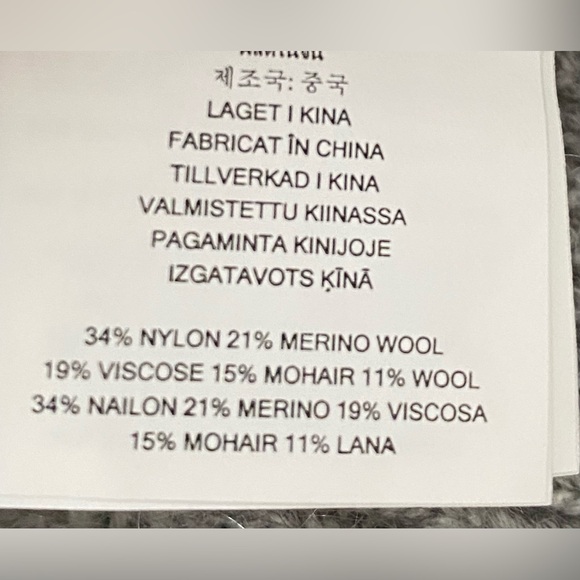 제조국: 중국
LAGET I KINA
FABRICAT ÎN CHINA
TILLVERKAD I KINA
VALMISTETTU KIINASSA
PAGAMINTA KINIJOJE
IZGATAVOTS ĶĪNĀ
34% NYLON 21% MERINO WOOL
19% VISCOSE 15% MOHAIR 11% WOOL
34% NAILON 21% MERINO 19% VISCOSA
15% MOHAIR 11% LANA